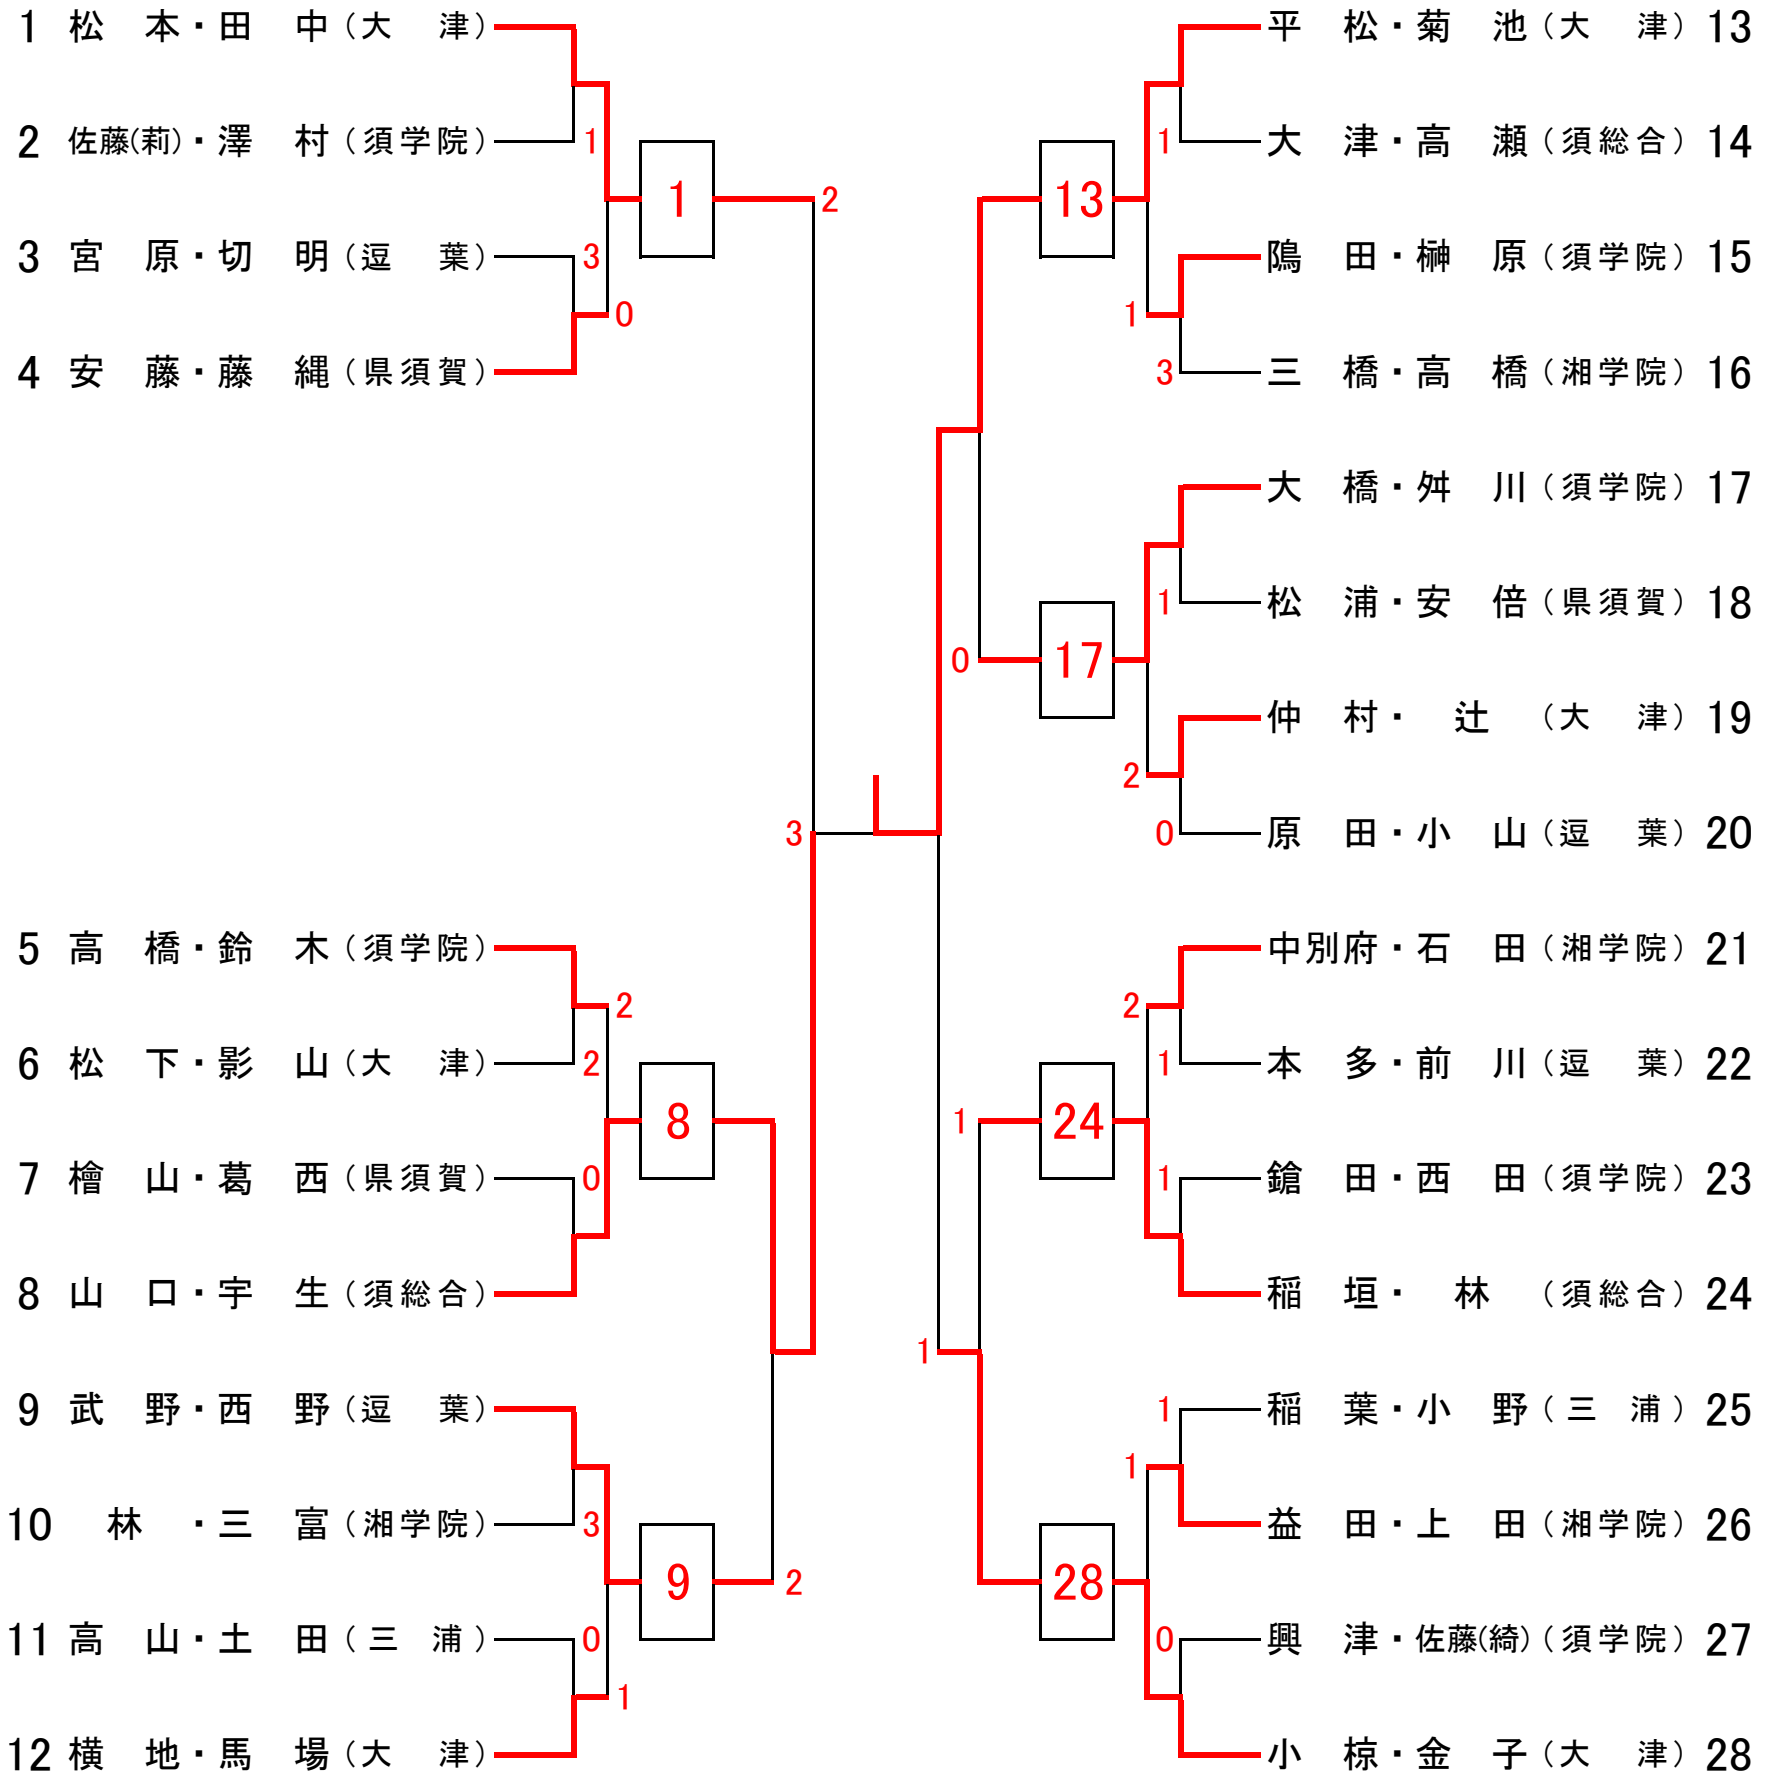 1 松 本・田 中（大 津） 平 松・菊 池（大 津）13
2 佐藤(莉)・澤 村（須学院） 1 1 大 津・高 瀬（須総合）14
1 2 13
3 宮 原・切 明（逗 葉） 3 隝 田・榊 原（須学院）15
0 1
4 安 藤・藤 縄（県須賀） 3 三 橋・高 橋（湘学院）16
大 橋・舛 川（須学院）17
1 松 浦・安 倍（県須賀）18
0 17
仲 村・ 辻 （大 津）19
2
3 0 原 田・小 山（逗 葉）20
5 高 橋・鈴 木（須学院） 中別府・石 田（湘学院）21
2 2
6 松 下・影 山（大 津） 2 1 本 多・前 川（逗 葉）22
8 1 24
7 檜 山・葛 西（県須賀） 0 1 鎗 田・西 田（須学院）23
8 山 口・宇 生（須総合） 稲 垣・ 林 （須総合）24
1
9 武 野・西 野（逗 葉） 1 稲 葉・小 野（三 浦）25
1
10 林 ・三 富（湘学院） 3 益 田・上 田（湘学院）26
9 2 28
11 高 山・土 田（三 浦） 0 0 興 津・佐藤(綺)（須学院）27
1
12 横 地・馬 場（大 津） 小 椋・金 子（大 津）28